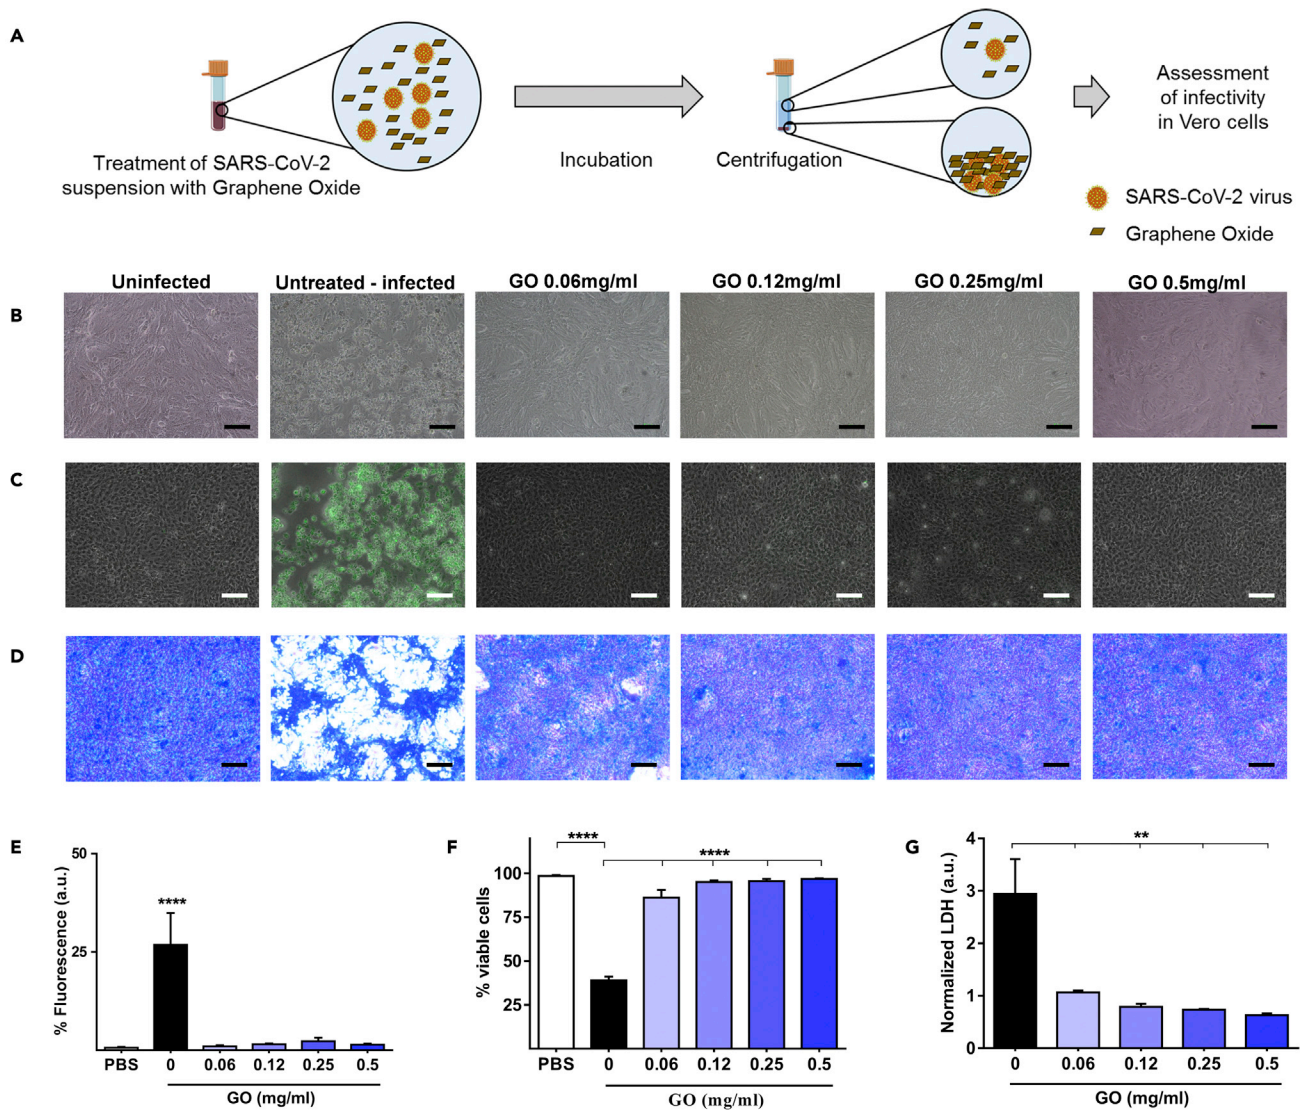 A
Treatment of SARS-CoV-2
suspension with Graphene Oxide
Incubation
Centrifugation
Assessment
of infectivity
in Vero cells
SARS-CoV-2 virus
Graphene Oxide
Uninfected
Untreated - infected
GO 0.06mg/ml
GO 0.12mg/ml
GO 0.25mg/ml
GO 0.5mg/ml
B
C
D
E
% Fluorescence (a.u.)
50
25
****
PBS
0
0.06
0.12
0.25
0.5
GO (mg/ml)
F
% viable cells
100
75
50
25
****
****
PBS
0
0.06
0.12
0.25
0.5
GO (mg/ml)
G
Normalized LDH (a.u.)
4
3
2
1
0
**
0
0.06
0.12
0.25
0.5
GO (mg/ml)